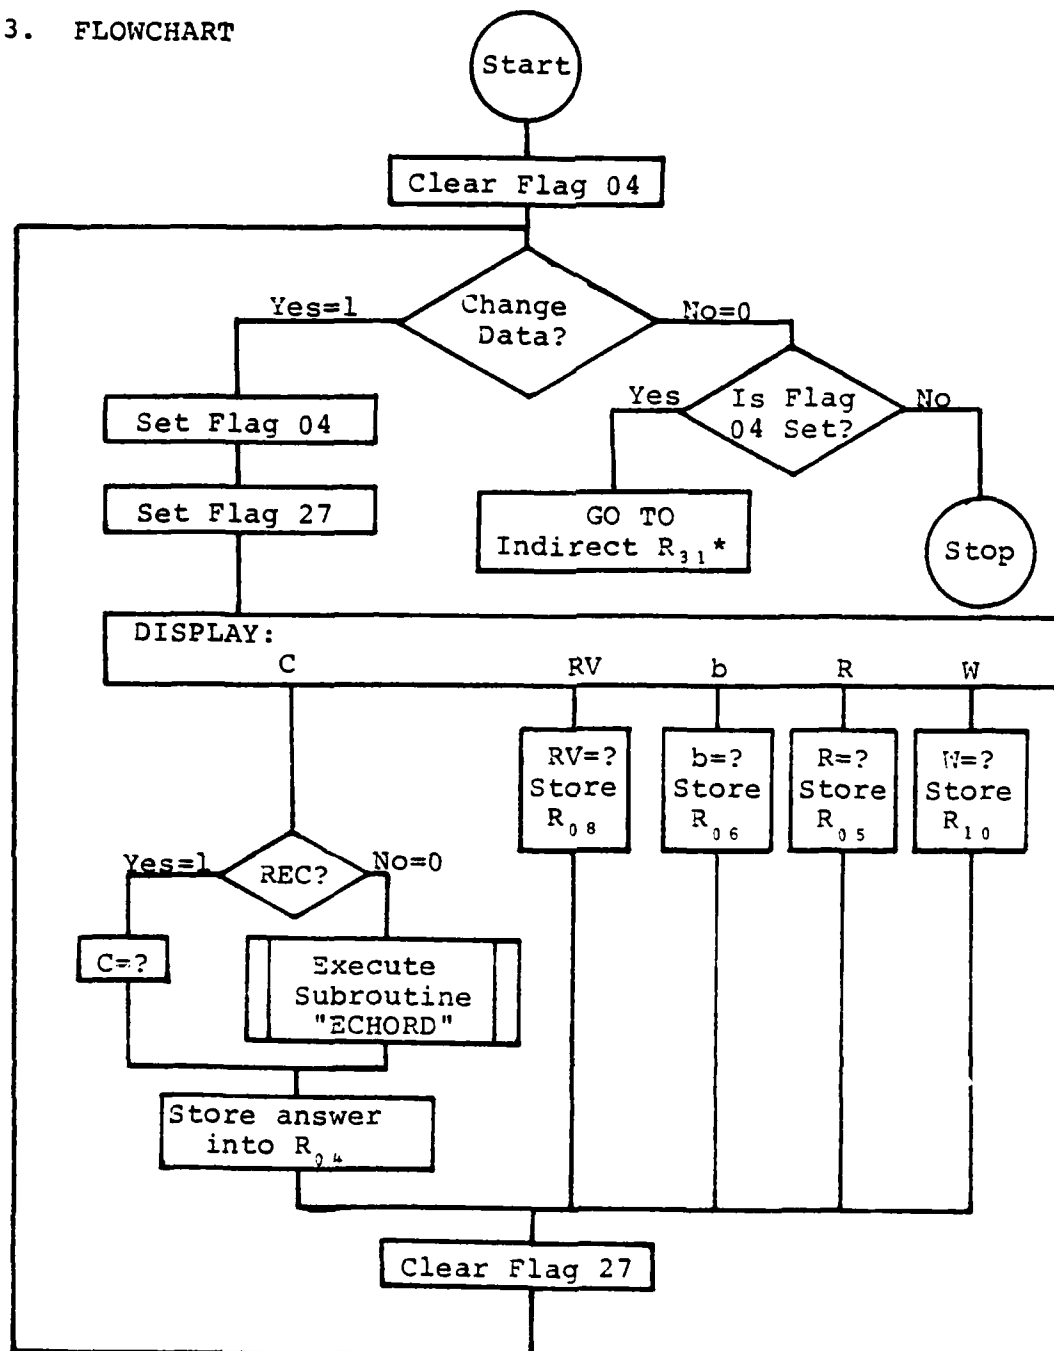 3. FLOWCHART
Start
Clear Flag 04
Change
Data?
Yes=1
No=0
Set Flag 04
Set Flag 27
Is Flag
04 Set?
Yes
No
GO TO
Indirect R₃₁*
Stop
DISPLAY:
C RV b R W
RV=?
Store
R₀₈
b=?
Store
R₀₆
R=?
Store
R₀₅
W=?
Store
R₁₀
REC?
Yes=1
No=0
C=?
Execute
Subroutine
"ECHORD"
Store answer
into R₀₄
Clear Flag 27